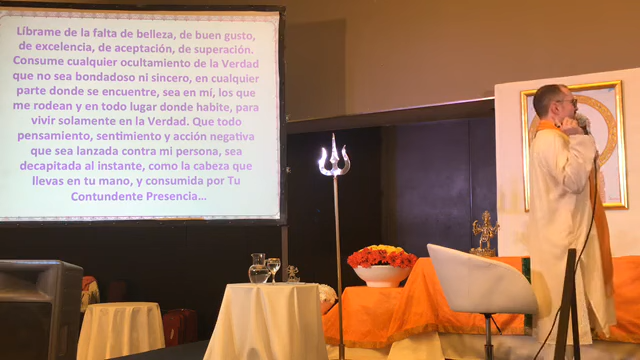 Líbrame de la falta de belleza, de buen gusto,
de excelencia, de aceptación, de superación.
Consume cualquier ocultamiento de la Verdad
que no sea bondadoso ni sincero, en cualquier
parte donde se encuentre, sea en mí, los que
me rodean y en todo lugar donde habite, para
vivir solamente en la Verdad. Que todo
pensamiento, sentimiento y acción negativa
que sea lanzada contra mi persona, sea
decapitada al instante, como la cabeza que
llevas en tu mano, y consumida por Tu
Contundente Presencia...